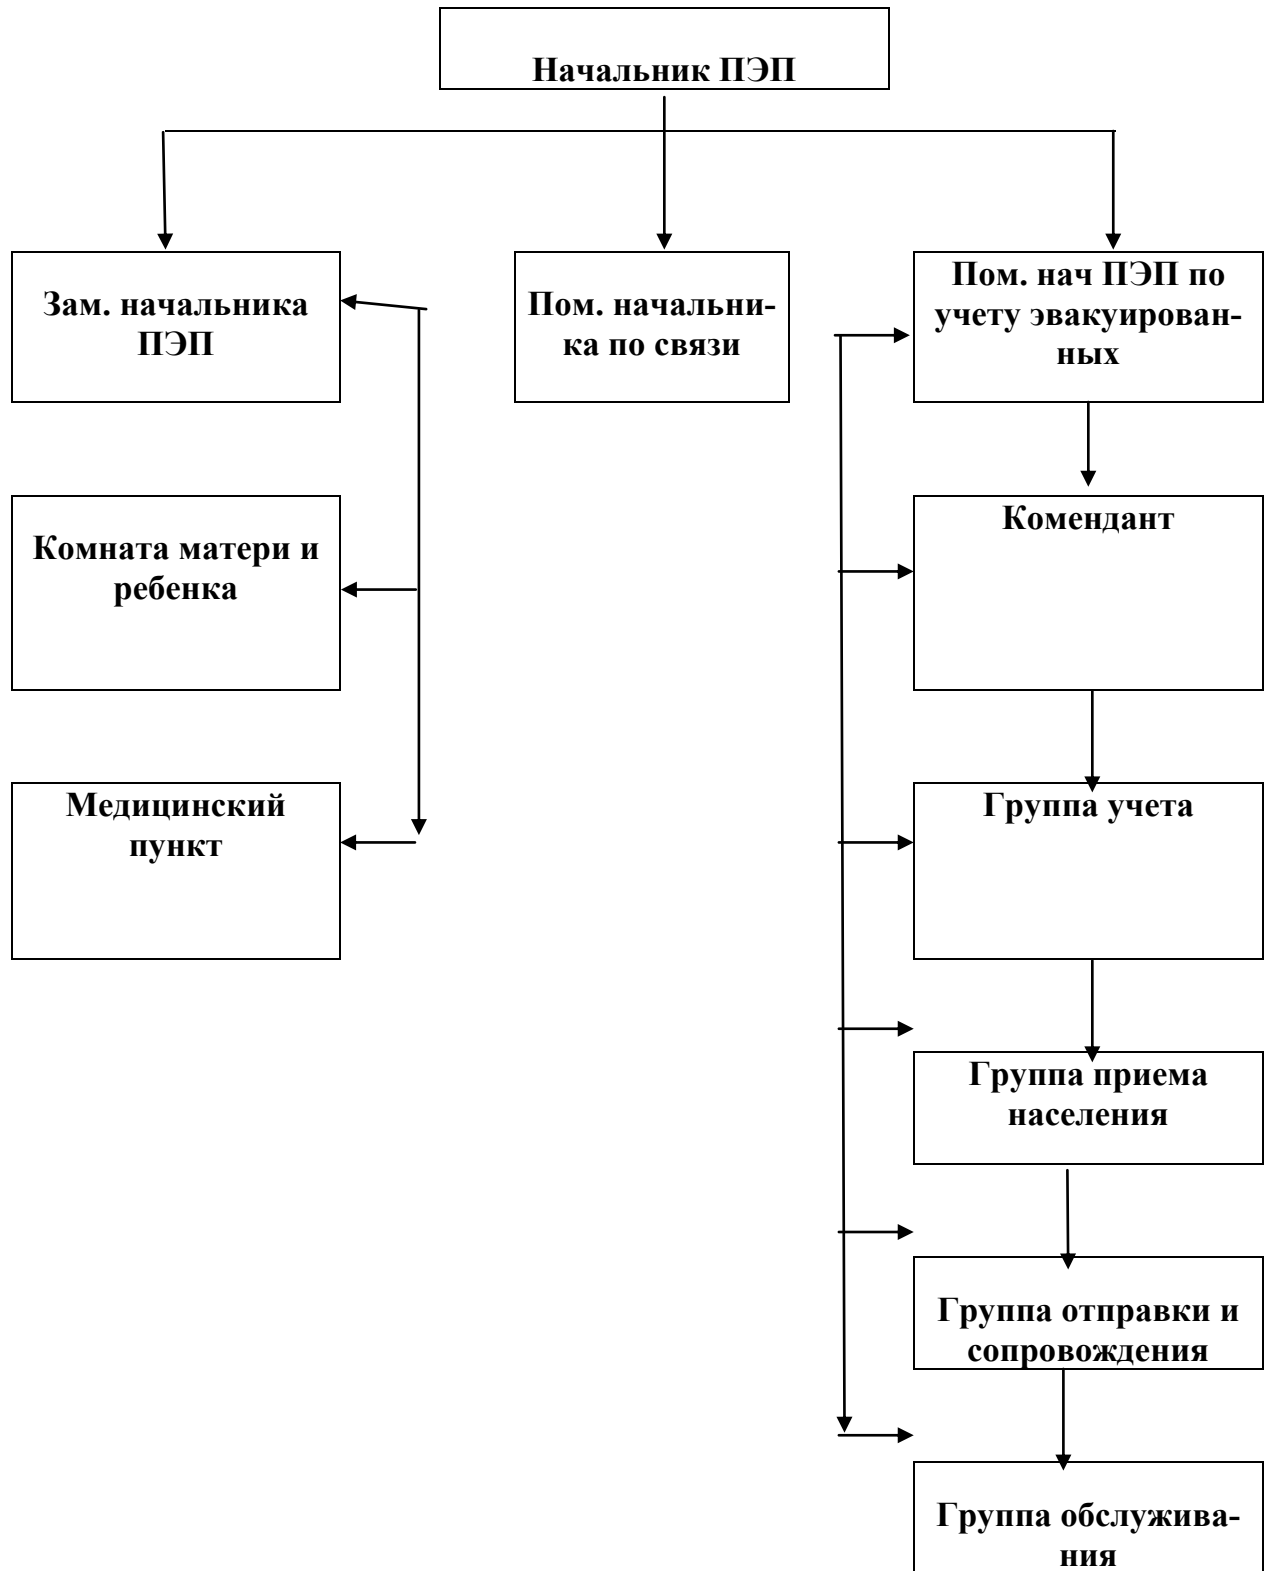 Начальник ПЭП
Зам. начальника
ПЭП
Пом. начальни-
ка по связи
Пом. нач ПЭП по
учету эвакуирован-
ных
Комната матери и
ребенка
Комендант
Медицинский
пункт
Группа учета
Группа приема
населения
Группа отправки и
сопровождения
Группа обслужива-
ния